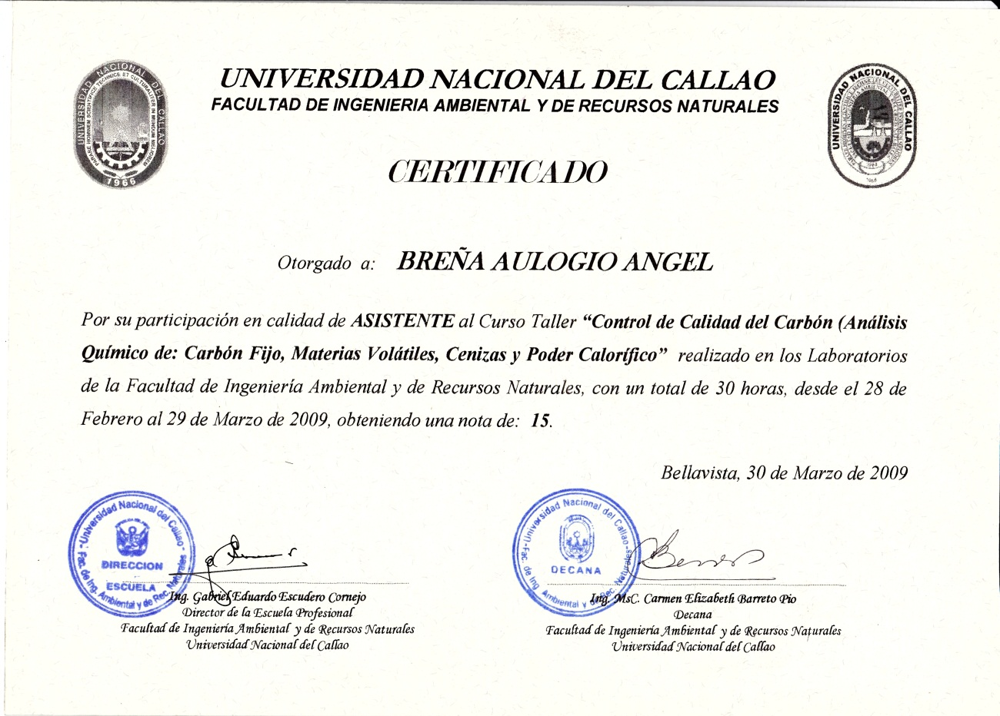 UNIVERSIDAD NACIONAL DEL CALLAO
FACULTAD DE INGENIERIA AMBIENTAL Y DE RECURSOS NATURALES
UNIVERSIDAD NACIONAL DEL CALLAO
1966
UNIVERSIDAD NACIONAL DEL CALLAO
CERTIFICADO
Otorgado a: BREÑA AULOGIO ANGEL
Por su participación en calidad de ASISTENTE al Curso Taller “Control de Calidad del Carbón (Análisis
Químico de: Carbón Fijo, Materias Volátiles, Cenizas y Poder Calorífico” realizado en los Laboratorios
de la Facultad de Ingeniería Ambiental y de Recursos Naturales, con un total de 30 horas, desde el 28 de
Febrero al 29 de Marzo de 2009, obteniendo una nota de: 15.
Bellavista, 30 de Marzo de 2009
Universidad Nacional del Callao
DIRECCION
ESCUELA
Fac. de Ing. Ambiental y de Rec. Naturales
Ing. Gabriel Eduardo Escudero Cornejo
Director de la Escuela Profesional
Facultad de Ingeniería Ambiental y de Recursos Naturales
Universidad Nacional del Callao
Universidad Nacional del Callao
DECANA
Fac. de Ing. Ambiental y de Rec. Naturales
Ing. MsC. Carmen Elizabeth Barreto Pio
Decana
Facultad de Ingeniería Ambiental y de Recursos Naturales
Universidad Nacional del Callao